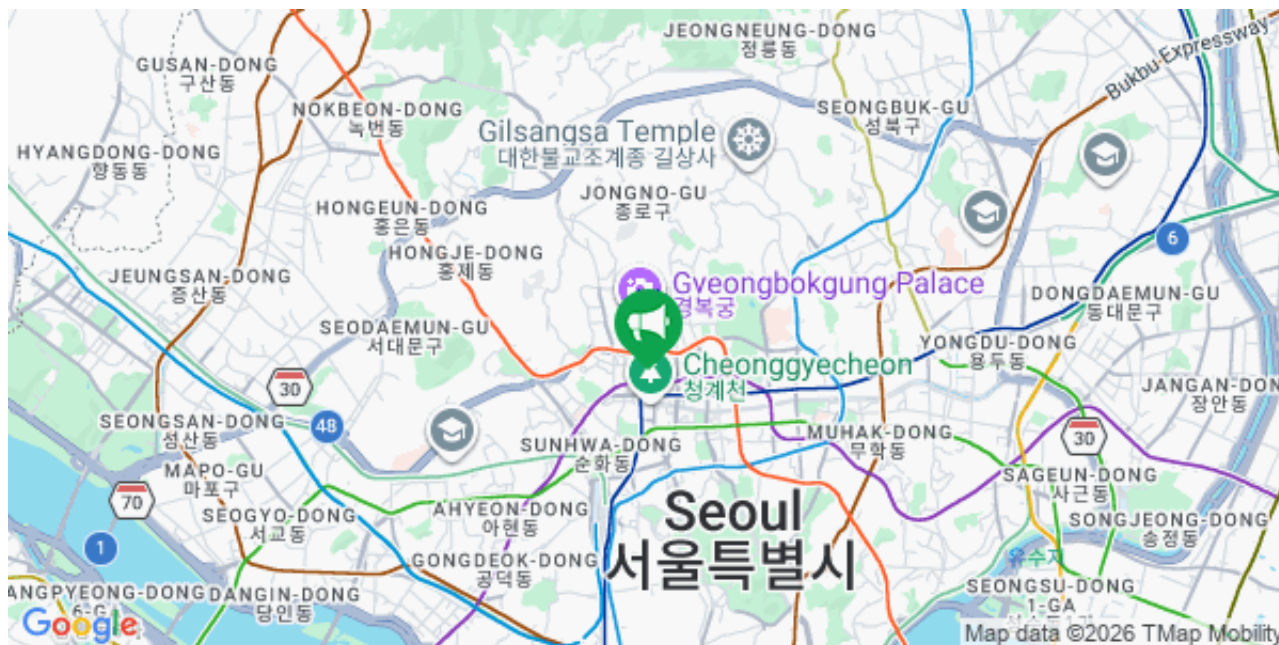 JEONGNEUNG-DONG
정릉동
GUSAN-DONG
구산동
Bukbu Expressway
NOKBEON-DONG
녹번동
SEONGBUK-GU
성북구
Gilsangsa Temple
대한불교조계종 길상사
HYANGDONG-DONG
향동동
JONGNO-GU
종로구
HONGEUN-DONG
홍은동
6
HONGJE-DONG
홍제동
JEUNGSAN-DONG
증산동
Gyeongbokgung Palace
경복궁
DONGDAEMUN-GU
동대문구
SEODAEMUN-GU
서대문구
YONGDU-DONG
용두동
Cheonggyecheon
청계천
30
JANGAN-DON
장안동
SEONGSAN-DONG
성산동
48
SUNHWA-DONG
순화동
MUHAK-DONG
무학동
30
MAPO-GU
마포구
SAGEUN-DONG
사근동
70
SEOGYO-DONG
서교동
AHYEON-DONG
아현동
Seoul
서울특별시
SONGJEONG-DONG
송정동
1
GONGDEOK-DONG
공덕동
유수지
SEONGSU-DONG
1-GA
ANGPYEONG-DONG
6-G
DANGIN-DONG
당인동
Google
Map data ©2026 TMap Mobility